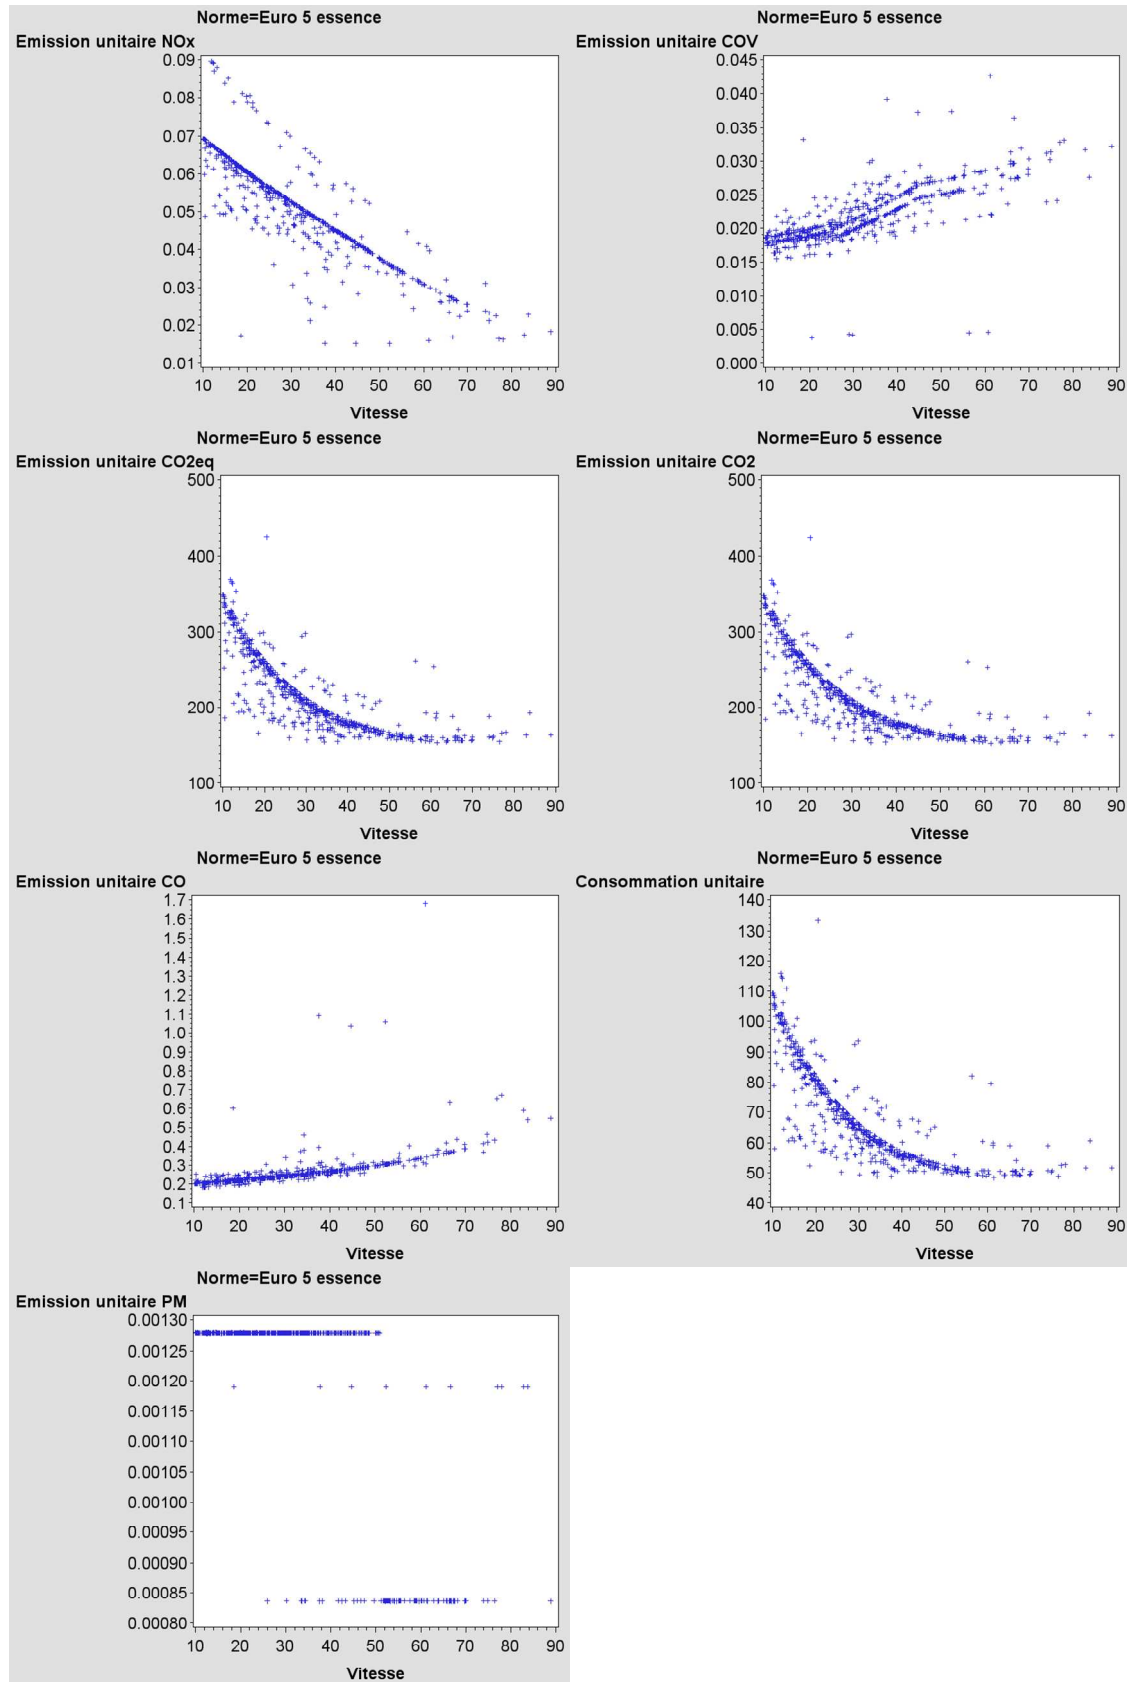 Norme=Euro 5 essence
Emission unitaire NOx
0.09
0.08
0.07
0.06
0.05
0.04
0.03
0.02
0.01
10 20 30 40 50 60 70 80 90
Vitesse
Norme=Euro 5 essence
Emission unitaire COV
0.045
0.040
0.035
0.030
0.025
0.020
0.015
0.010
0.005
0.000
10 20 30 40 50 60 70 80 90
Vitesse
Norme=Euro 5 essence
Emission unitaire CO2eq
500
400
300
200
100
10 20 30 40 50 60 70 80 90
Vitesse
Norme=Euro 5 essence
Emission unitaire CO2
500
400
300
200
100
10 20 30 40 50 60 70 80 90
Vitesse
Norme=Euro 5 essence
Emission unitaire CO
1.7
1.6
1.5
1.4
1.3
1.2
1.1
1.0
0.9
0.8
0.7
0.6
0.5
0.4
0.3
0.2
0.1
10 20 30 40 50 60 70 80 90
Vitesse
Norme=Euro 5 essence
Consommation unitaire
140
130
120
110
100
90
80
70
60
50
40
10 20 30 40 50 60 70 80 90
Vitesse
Norme=Euro 5 essence
Emission unitaire PM
0.00130
0.00125
0.00120
0.00115
0.00110
0.00105
0.00100
0.00095
0.00090
0.00085
0.00080
10 20 30 40 50 60 70 80 90
Vitesse